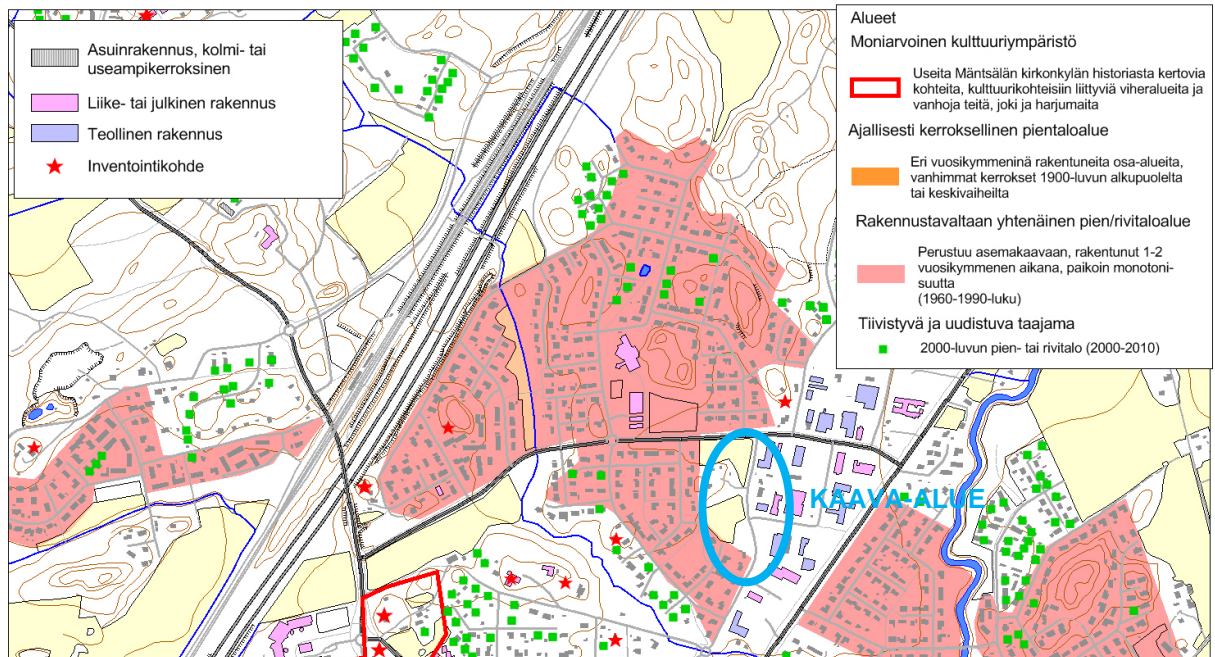 Asuinrakennus, kolmi- tai
useampikerroksinen
Liike- tai julkinen rakennus
Teollinen rakennus
Inventointikohde
Alueet
Moniarvoinen kulttuuriympäristö
Useita Mäntsälän kirkonkylän historiasta kertovia
kohteita, kulttuurikohteisiin liittyviä viheralueita ja
vanhoja teitä, joki ja harjumaita
Ajallisesti kerroksellinen pientaloalue
Eri vuosikymmeninä rakentuneita osa-alueita,
vanhimmat kerrokset 1900-luvun alkupuolelta
tai keskivaiheilta
Rakennustavaltaan yhtenäinen pien/rivitaloalue
Perustuu asemakaavaan, rakentunut 1-2
vuosikymmenen aikana, paikoin monotoni-
suutta
(1960-1990-luku)
Tiivistyvä ja uudistuva taajama
2000-luvun pien- tai rivitalo (2000-2010)
KAAVA-ALUE